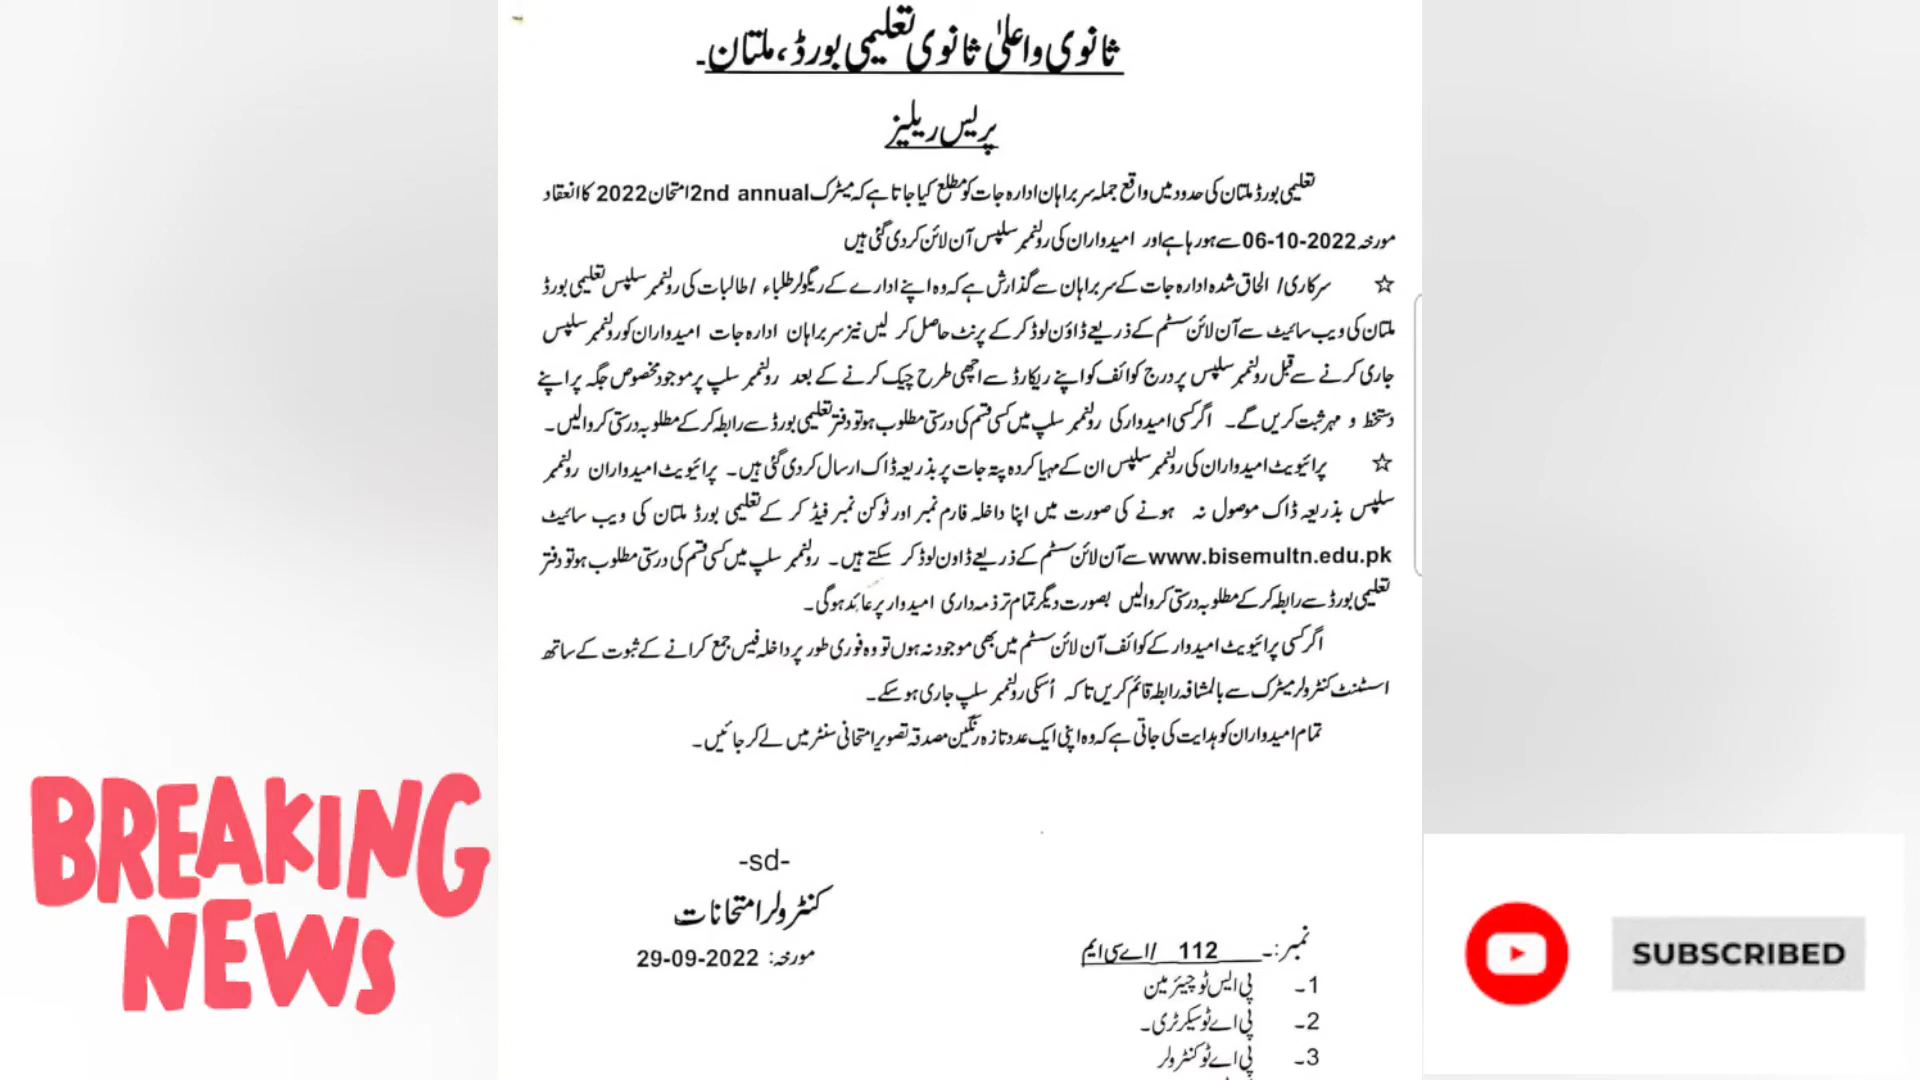 ثانوی و اعلیٰ ثانوی تعلیمی بورڈ، ملتان۔
پریس ریلیز
تعلیمی بورڈ ملتان کی حدود میں واقع جملہ سربراہان ادارہ جات کو مطلع کیا جاتا ہے کہ میٹرک 2nd annual امتحان 2022 کا انعقاد
مورخہ 06-10-2022 سے ہو رہا ہے اور امیدواران کی رولنمبر سلپس آن لائن کر دی گئی ہیں
☆ سرکاری/ الحاق شدہ ادارہ جات کے سربراہان سے گذارش ہے کہ وہ اپنے ادارے کے ریگولر طلباء / طالبات کی رولنمبر سلپس تعلیمی بورڈ
ملتان کی ویب سائیٹ سے آن لائن سسٹم کے ذریعے ڈاؤن لوڈ کر کے پرنٹ حاصل کر لیں نیز سربراہان ادارہ جات امیدواران کو رولنمبر سلپس
جاری کرنے سے قبل رولنمبر سلپس پر درج کوائف کو اپنے ریکارڈ سے اچھی طرح چیک کرنے کے بعد رولنمبر سلپ پر موجود مخصوص جگہ پر اپنے
دستخط و مہر ثبت کریں گے۔ اگر کسی امیدوار کی رولنمبر سلپ میں کسی قسم کی درستی مطلوب ہو تو دفتر تعلیمی بورڈ سے رابطہ کر کے مطلوبہ درستی کروالیں۔
☆ پرائیویٹ امیدواران کی رولنمبر سلپس ان کے مہیا کردہ پتہ جات پر بذریعہ ڈاک ارسال کر دی گئی ہیں۔ پرائیویٹ امیدواران رولنمبر
سلپس بذریعہ ڈاک موصول نہ ہونے کی صورت میں اپنا داخلہ فارم نمبر اور ٹوکن نمبر فیڈ کر کے تعلیمی بورڈ ملتان کی ویب سائیٹ
www.bisemultn.edu.pk سے آن لائن سسٹم کے ذریعے ڈاون لوڈ کر سکتے ہیں۔ رولنمبر سلپ میں کسی قسم کی درستی مطلوب ہو تو دفتر
تعلیمی بورڈ سے رابطہ کر کے مطلوبہ درستی کروالیں بصورت دیگر تمام تر ذمہ داری امیدوار پر عائد ہوگی۔
اگر کسی پرائیویٹ امیدوار کے کوائف آن لائن سسٹم میں بھی موجود نہ ہوں تو وہ فوری طور پر داخلہ فیس جمع کرانے کے ثبوت کے ساتھ
اسسٹنٹ کنٹرولر میٹرک سے بالمشافہ رابطہ قائم کریں تا کہ اُسکی رولنمبر سلپ جاری ہو سکے۔
تمام امیدواران کو ہدایت کی جاتی ہے کہ وہ اپنی ایک عدد تازہ رنگین مصدقہ تصویر امتحانی سنٹر میں لے کر جائیں۔
-sd-
کنٹرولر امتحانات
مورخہ: 29-09-2022
نمبر:۔ 112 /اے سی ایم
1۔ پی ایس ٹو چیئرمین
2۔ پی اے ٹو سیکرٹری۔
3۔ پی اے ٹو کنٹرولر
BREAKING
NEWS
SUBSCRIBED